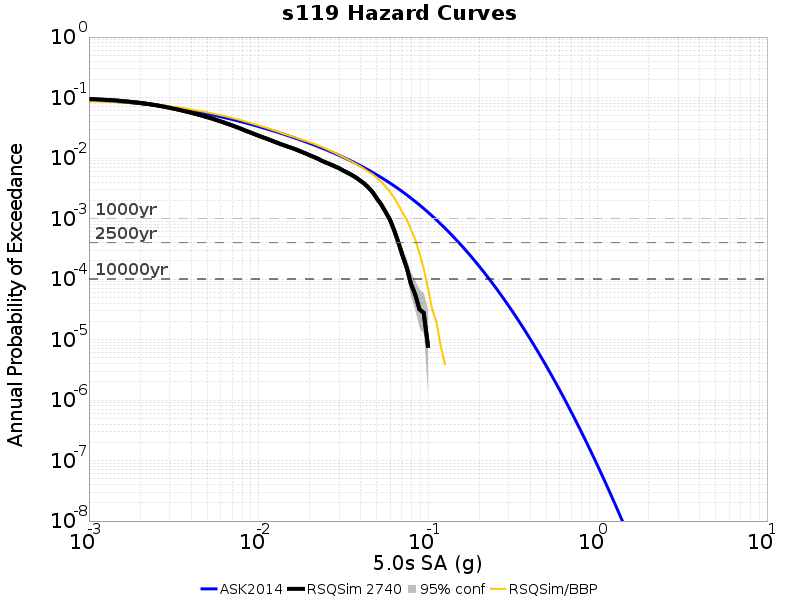 s119 Hazard Curves
Annual Probability of Exceedance
10^0
10^-1
10^-2
10^-3
10^-4
10^-5
10^-6
10^-7
10^-8
1000yr
2500yr
10000yr
10^-3 10^-2 10^-1 10^0 10^1
5.0s SA (g)
ASK2014 RSQSim 2740 95% conf RSQSim/BBP